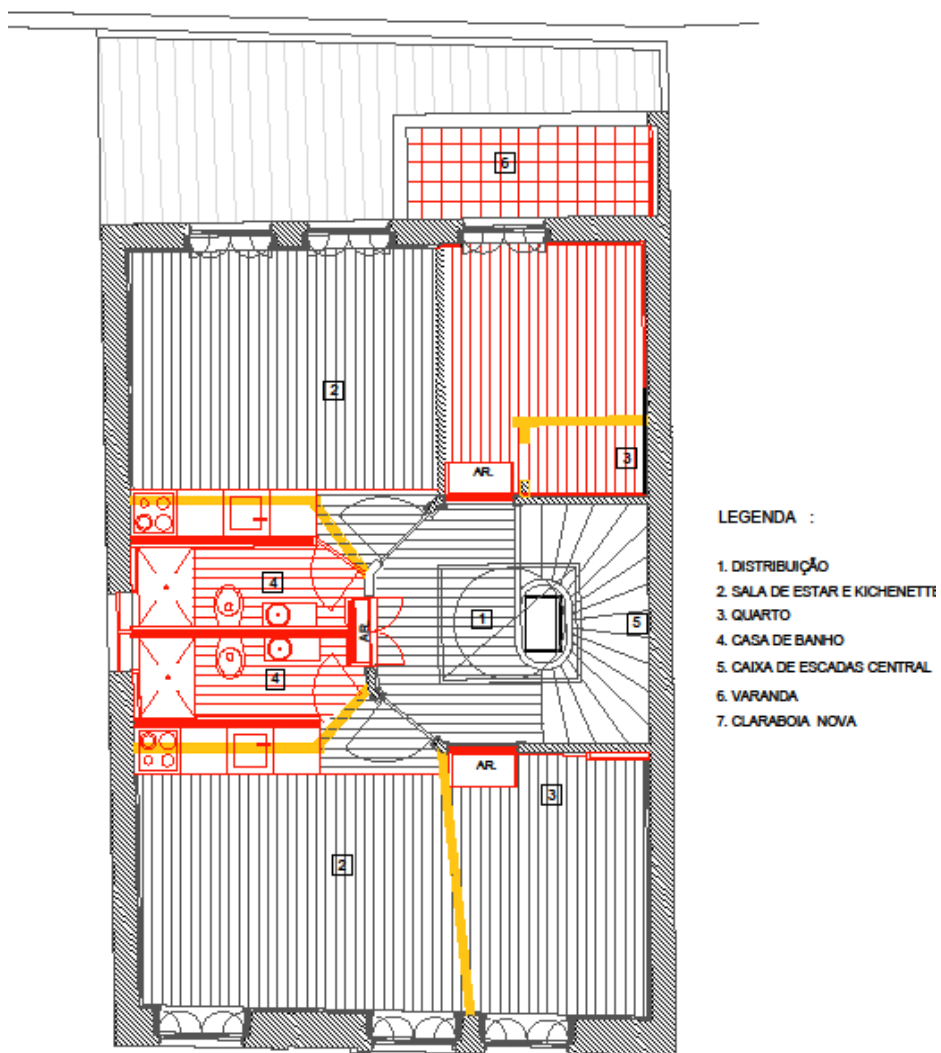 6
2
3
AR.
4
AR.
1
5
4
AR.
3
2
LEGENDA :
1. DISTRIBUIÇÃO
2. SALA DE ESTAR E KICHENETTE
3. QUARTO
4. CASA DE BANHO
5. CAIXA DE ESCADAS CENTRAL
6. VARANDA
7. CLARABOIA NOVA